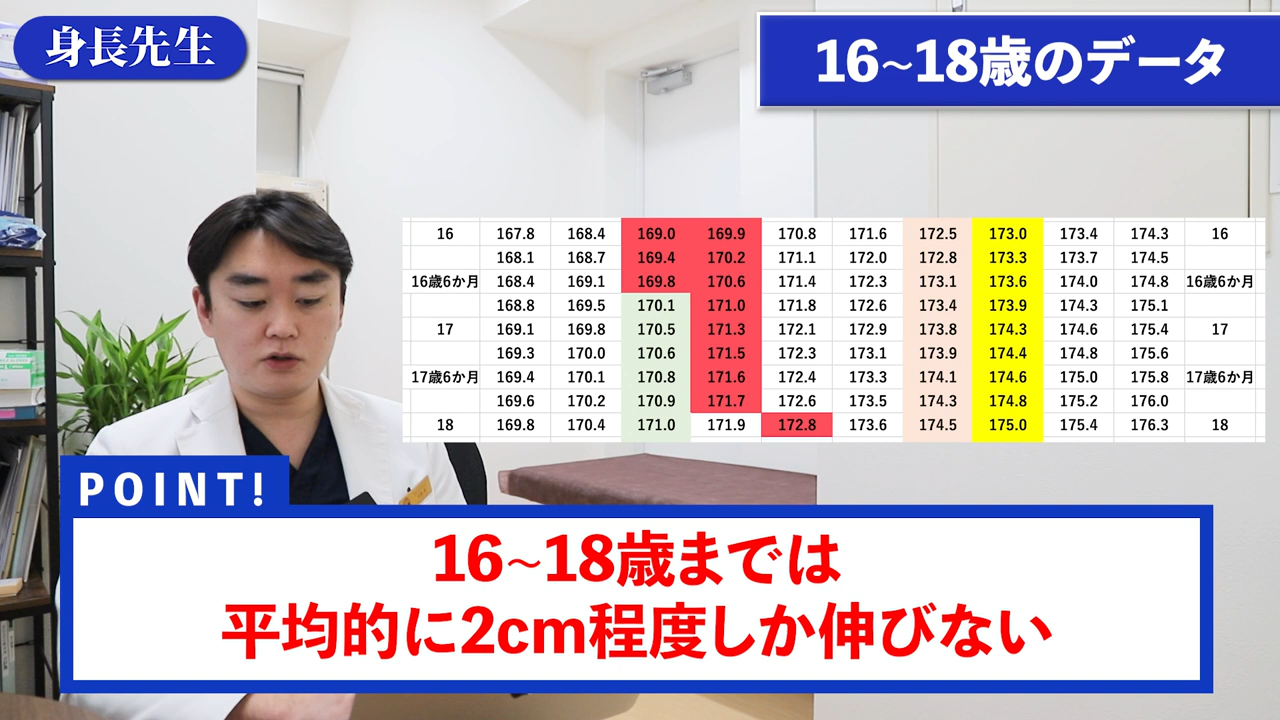 身長先生
16~18歳のデータ
16 167.8 168.4 169.0 169.9 170.8 171.6 172.5 173.0 173.4 174.3 16
168.1 168.7 169.4 170.2 171.1 172.0 172.8 173.3 173.7 174.5
16歳6か月 168.4 169.1 169.8 170.6 171.4 172.3 173.1 173.6 174.0 174.8 16歳6か月
168.8 169.5 170.1 171.0 171.8 172.6 173.4 173.9 174.3 175.1
17 169.1 169.8 170.5 171.3 172.1 172.9 173.8 174.3 174.6 175.4 17
169.3 170.0 170.6 171.5 172.3 173.1 173.9 174.4 174.8 175.6
17歳6か月 169.4 170.1 170.8 171.6 172.4 173.3 174.1 174.6 175.0 175.8 17歳6か月
169.6 170.2 170.9 171.7 172.6 173.5 174.3 174.8 175.2 176.0
18 169.8 170.4 171.0 171.9 172.8 173.6 174.5 175.0 175.4 176.3 18
POINT!
16~18歳までは
平均的に2cm程度しか伸びない